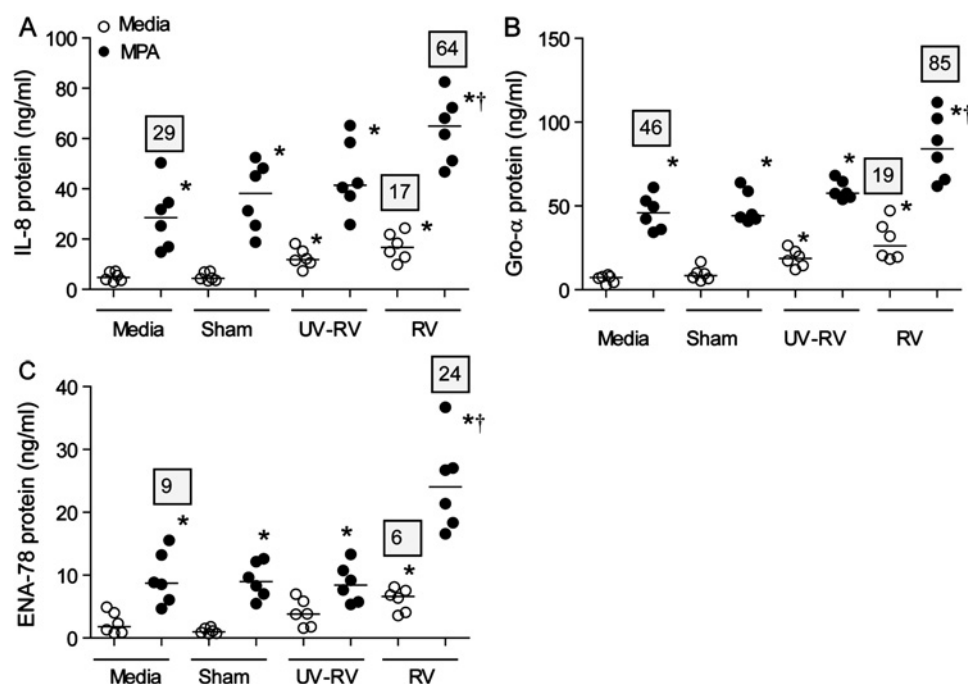 A
Media
MPA
IL-8 protein (ng/ml)
100
80
60
40
20
0
29
*
*
*
*
17
*
64
*†
Media
Sham
UV-RV
RV
B
Gro-α protein (ng/ml)
150
100
50
0
46
*
*
*
*
19
*
85
*†
Media
Sham
UV-RV
RV
C
ENA-78 protein (ng/ml)
40
30
20
10
0
9
*
*
*
6
*
24
*†
Media
Sham
UV-RV
RV